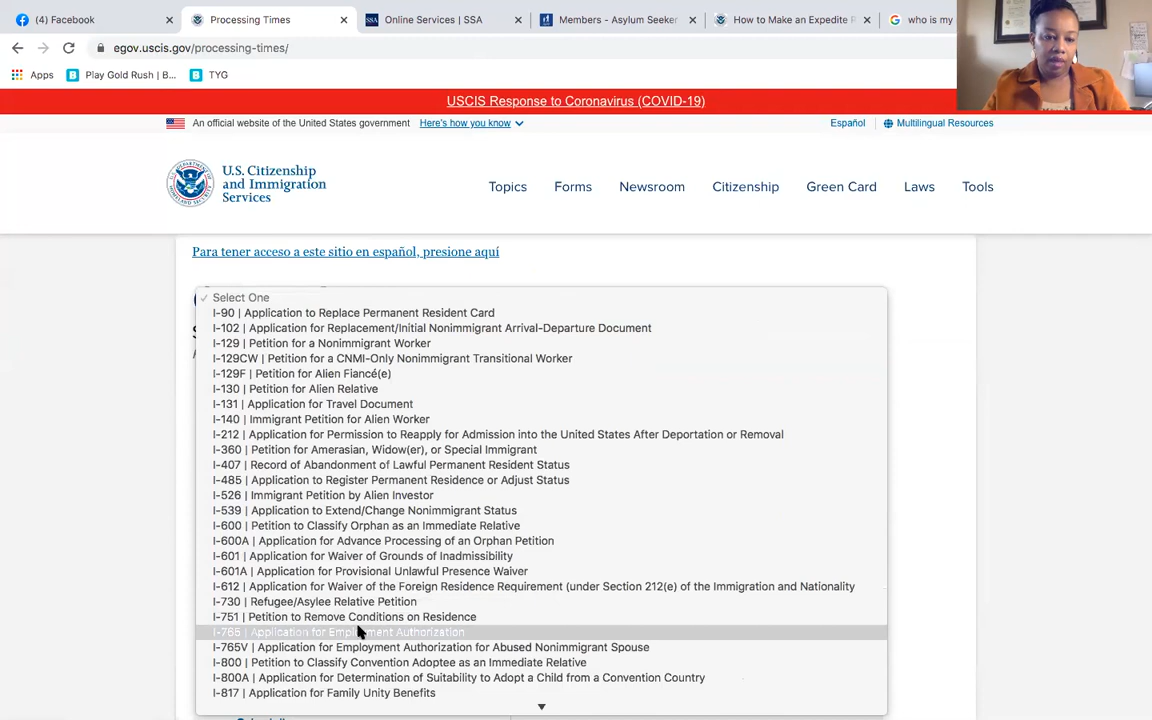 (4) Facebook
Processing Times
Online Services | SSA
Members - Asylum Seeker
How to Make an Expedite R
who is my
egov.uscis.gov/processing-times/
Apps
Play Gold Rush | B...
TYG
USCIS Response to Coronavirus (COVID-19)
An official website of the United States government
Here's how you know
Español
Multilingual Resources
U.S. Citizenship
and Immigration
Services
Topics
Forms
Newsroom
Citizenship
Green Card
Laws
Tools
Para tener acceso a este sitio en español, presione aquí
Select One
I-90 | Application to Replace Permanent Resident Card
I-102 | Application for Replacement/Initial Nonimmigrant Arrival-Departure Document
I-129 | Petition for a Nonimmigrant Worker
I-129CW | Petition for a CNMI-Only Nonimmigrant Transitional Worker
I-129F | Petition for Alien Fiancé(e)
I-130 | Petition for Alien Relative
I-131 | Application for Travel Document
I-140 | Immigrant Petition for Alien Worker
I-212 | Application for Permission to Reapply for Admission into the United States After Deportation or Removal
I-360 | Petition for Amerasian, Widow(er), or Special Immigrant
I-407 | Record of Abandonment of Lawful Permanent Resident Status
I-485 | Application to Register Permanent Residence or Adjust Status
I-526 | Immigrant Petition by Alien Investor
I-539 | Application to Extend/Change Nonimmigrant Status
I-600 | Petition to Classify Orphan as an Immediate Relative
I-600A | Application for Advance Processing of an Orphan Petition
I-601 | Application for Waiver of Grounds of Inadmissibility
I-601A | Application for Provisional Unlawful Presence Waiver
I-612 | Application for Waiver of the Foreign Residence Requirement (under Section 212(e) of the Immigration and Nationality
I-730 | Refugee/Asylee Relative Petition
I-751 | Petition to Remove Conditions on Residence
I-765 | Application for Employment Authorization
I-765V | Application for Employment Authorization for Abused Nonimmigrant Spouse
I-800 | Petition to Classify Convention Adoptee as an Immediate Relative
I-800A | Application for Determination of Suitability to Adopt a Child from a Convention Country
I-817 | Application for Family Unity Benefits